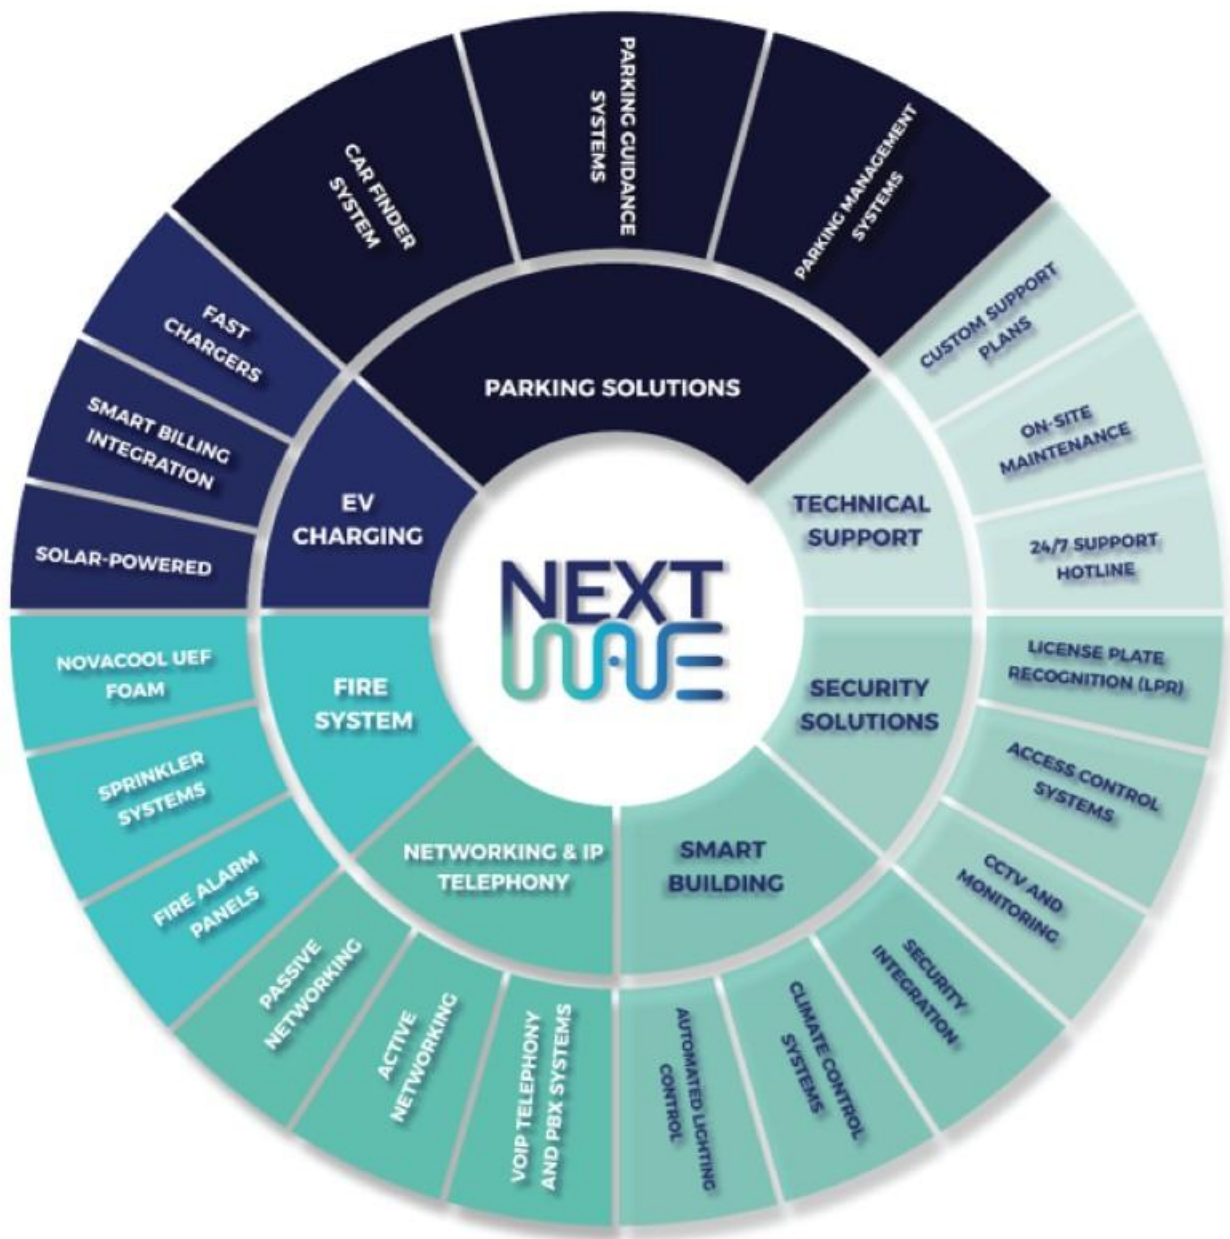 PARKING GUIDANCE
SYSTEMS
PARKING MANAGEMENT
SYSTEMS
CAR FINDER
SYSTEM
PARKING SOLUTIONS
CUSTOM SUPPORT
PLANS
ON-SITE
MAINTENANCE
24/7 SUPPORT
HOTLINE
TECHNICAL
SUPPORT
LICENSE PLATE
RECOGNITION (LPR)
ACCESS CONTROL
SYSTEMS
CCTV AND
MONITORING
SECURITY
SOLUTIONS
SECURITY
INTEGRATION
CLIMATE CONTROL
SYSTEMS
AUTOMATED LIGHTING
CONTROL
SMART
BUILDING
VOIP TELEPHONY
AND PBX SYSTEMS
ACTIVE
NETWORKING
PASSIVE
NETWORKING
NETWORKING & IP
TELEPHONY
FIRE ALARM
PANELS
SPRINKLER
SYSTEMS
NOVACOOL UEF
FOAM
FIRE
SYSTEM
SOLAR-POWERED
SMART BILLING
INTEGRATION
FAST
CHARGERS
EV
CHARGING
NEXT
WAVE